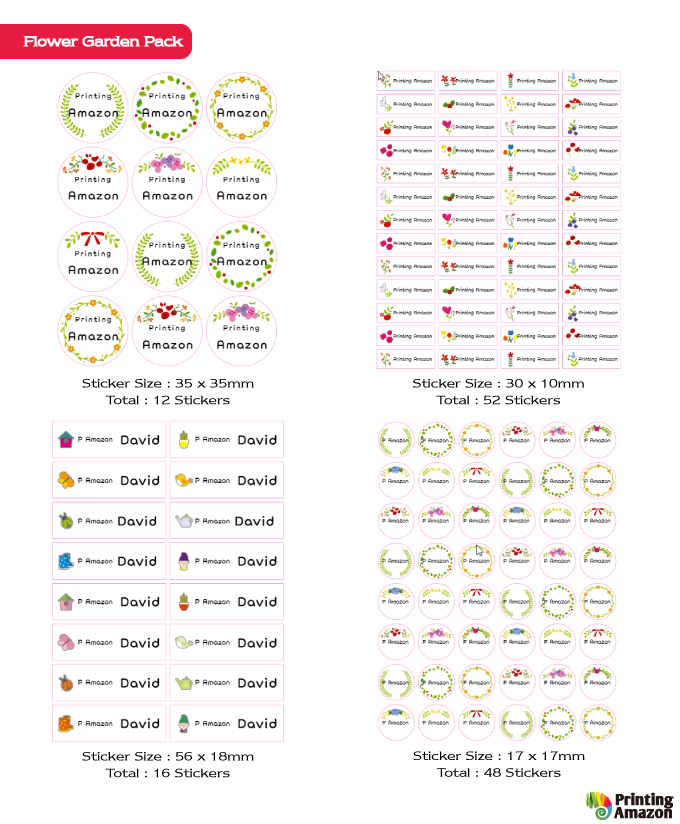 Flower Garden Pack
Printing Printing Printing
Amazon Amazon Amazon
Printing Printing Printing
Amazon Amazon Amazon
Printing Printing Printing
Amazon Amazon Amazon
Printing Printing Printing
Amazon Amazon Amazon
Sticker Size : 35 x 35mm
Total : 12 Stickers
Printing Amazon Printing Amazon Printing Amazon Printing Amazon
Printing Amazon Printing Amazon Printing Amazon Printing Amazon
Printing Amazon Printing Amazon Printing Amazon Printing Amazon
Printing Amazon Printing Amazon Printing Amazon Printing Amazon
Printing Amazon Printing Amazon Printing Amazon Printing Amazon
Printing Amazon Printing Amazon Printing Amazon Printing Amazon
Printing Amazon Printing Amazon Printing Amazon Printing Amazon
Printing Amazon Printing Amazon Printing Amazon Printing Amazon
Printing Amazon Printing Amazon Printing Amazon Printing Amazon
Printing Amazon Printing Amazon Printing Amazon Printing Amazon
Printing Amazon Printing Amazon Printing Amazon Printing Amazon
Printing Amazon Printing Amazon Printing Amazon Printing Amazon
Printing Amazon Printing Amazon Printing Amazon Printing Amazon
Sticker Size : 30 x 10mm
Total : 52 Stickers
P Amazon David P Amazon David
P Amazon David P Amazon David
P Amazon David P Amazon David
P Amazon David P Amazon David
P Amazon David P Amazon David
P Amazon David P Amazon David
P Amazon David P Amazon David
P Amazon David P Amazon David
Sticker Size : 56 x 18mm
Total : 16 Stickers
P Amazon P Amazon P Amazon P Amazon P Amazon P Amazon
P Amazon P Amazon P Amazon P Amazon P Amazon P Amazon
P Amazon P Amazon P Amazon P Amazon P Amazon P Amazon
P Amazon P Amazon P Amazon P Amazon P Amazon P Amazon
P Amazon P Amazon P Amazon P Amazon P Amazon P Amazon
P Amazon P Amazon P Amazon P Amazon P Amazon P Amazon
P Amazon P Amazon P Amazon P Amazon P Amazon P Amazon
P Amazon P Amazon P Amazon P Amazon P Amazon P Amazon
Sticker Size : 17 x 17mm
Total : 48 Stickers
Printing
Amazon